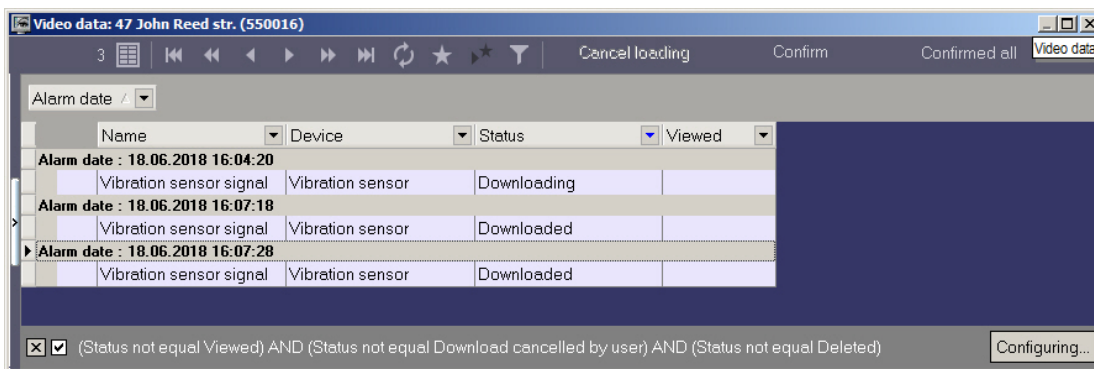 Video data: 47 John Reed str. (550016)
3 Cancel loading Confirm Confirmed all Video data
Alarm date
Name Device Status Viewed
Alarm date : 18.06.2018 16:04:20
Vibration sensor signal Vibration sensor Downloading
Alarm date : 18.06.2018 16:07:18
Vibration sensor signal Vibration sensor Downloaded
Alarm date : 18.06.2018 16:07:28
Vibration sensor signal Vibration sensor Downloaded
(Status not equal Viewed) AND (Status not equal Download cancelled by user) AND (Status not equal Deleted) Configuring...